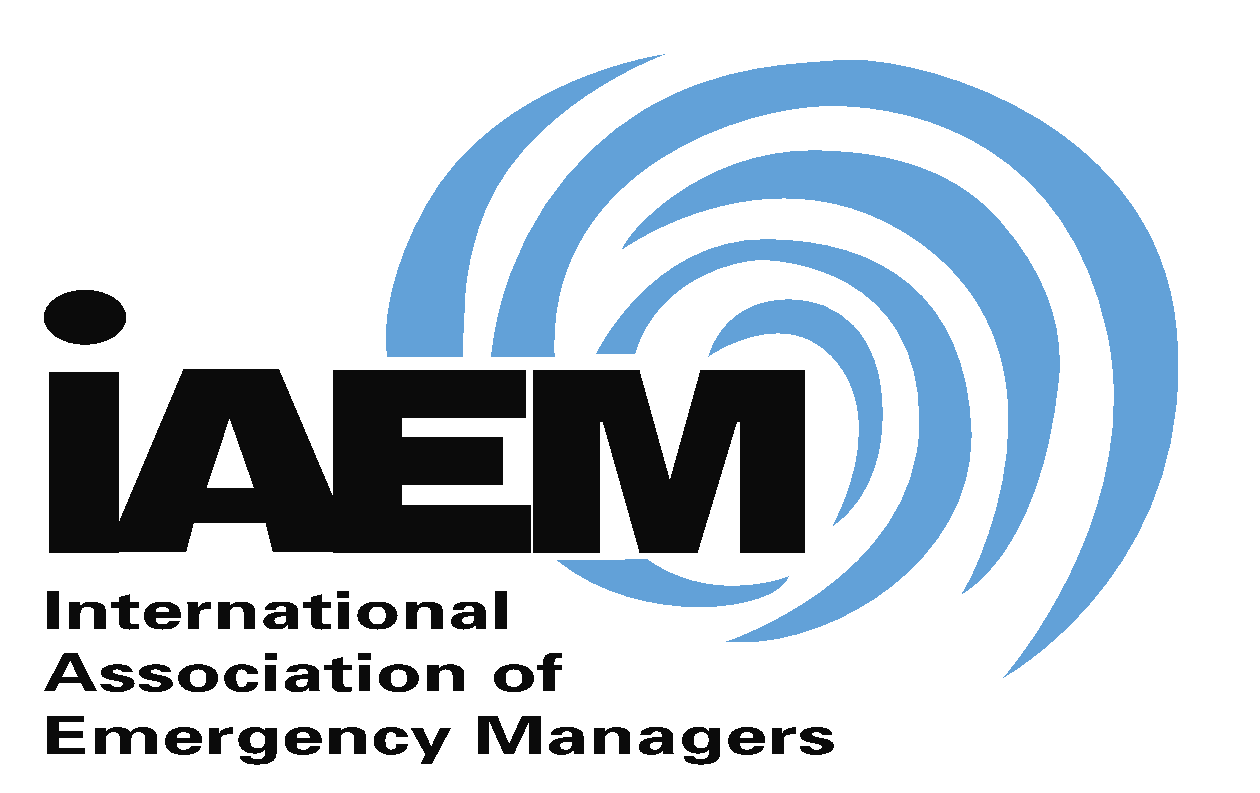 iAEM
International
Association of
Emergency Managers